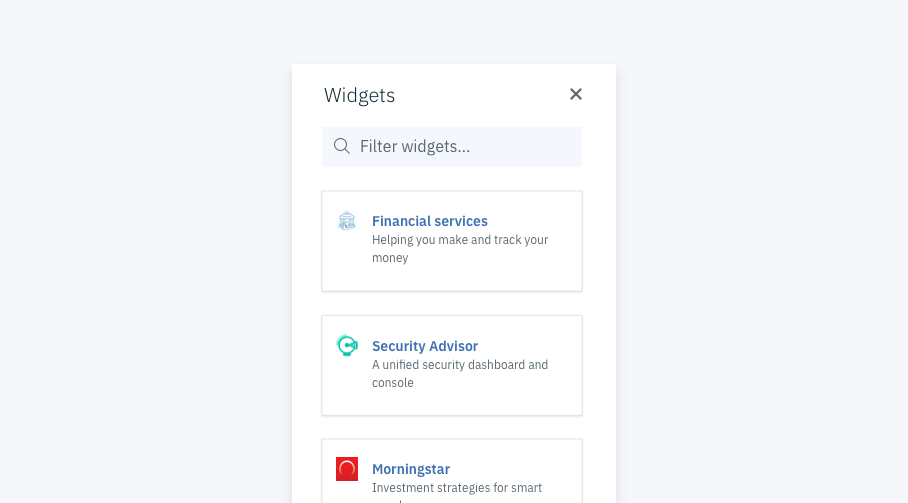 Widgets
Filter widgets...
Financial services
Helping you make and track your
money
Security Advisor
A unified security dashboard and
console
Morningstar
Investment strategies for smart